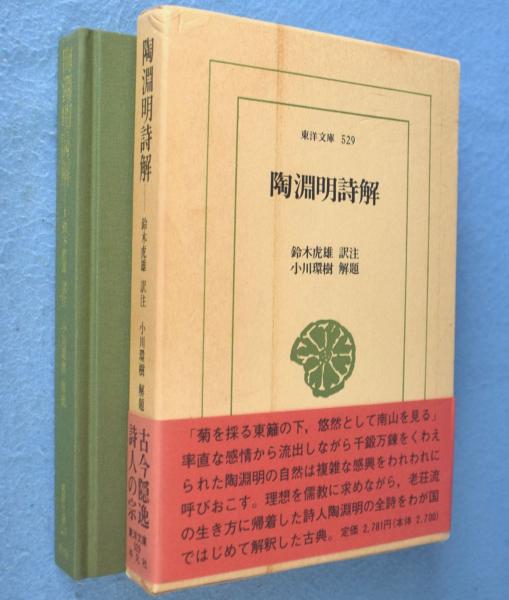 東洋文庫 529
陶淵明詩解
鈴木虎雄 訳注
小川環樹 解題
「菊を採る東籬の下，悠然として南山を見る」
率直な感情から流出しながら千鍛万錬をくわえ
られた陶淵明の自然は複雑な感興をわれわれに
呼びおこす。理想を儒教に求めながら，老荘流
の生き方に帰着した詩人陶淵明の全詩をわが国
ではじめて解釈した古典。定価 2,781円(本体 2,700)
陶淵明詩解──鈴木虎雄 訳注 小川環樹 解題
古今隠逸
詩人の宗
東洋文庫
529
平凡社